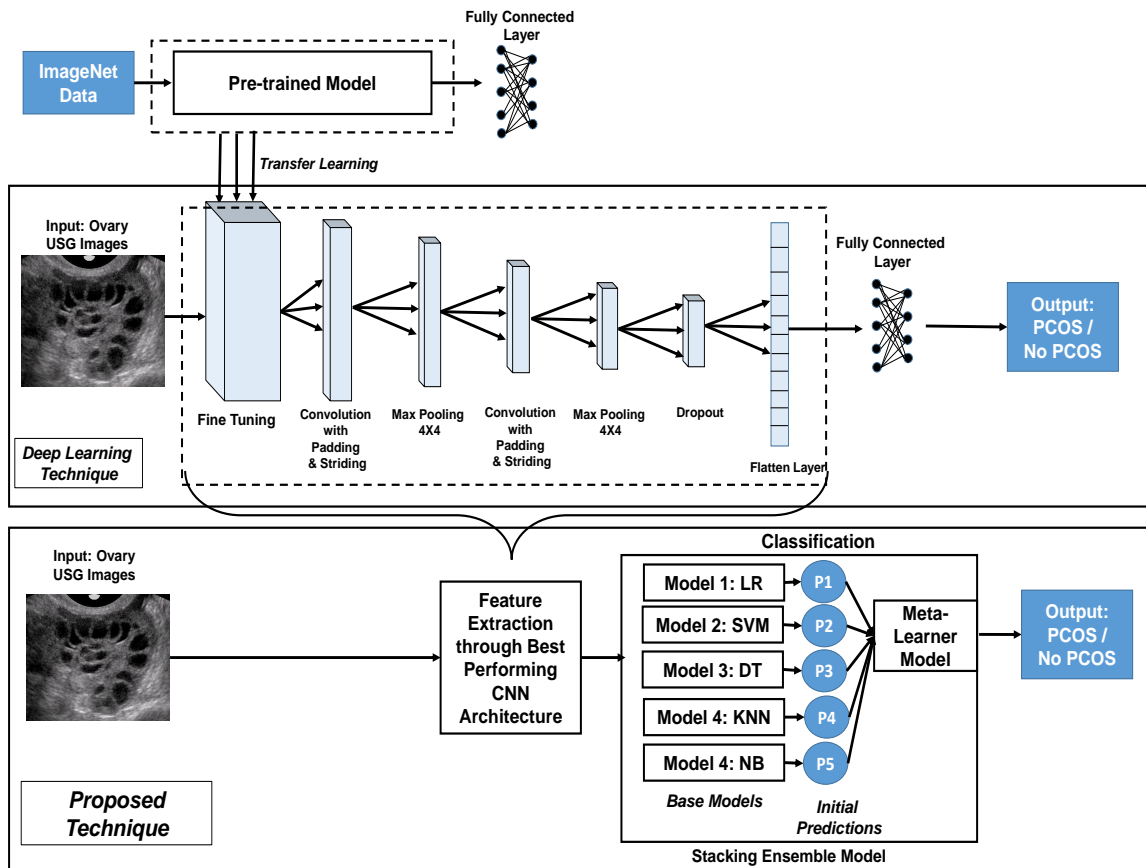 Fully Connected
Layer
ImageNet
Data
Pre-trained Model
Transfer Learning
Input: Ovary
USG Images
Fully Connected
Layer
Output:
PCOS /
No PCOS
Fine Tuning
Convolution
with
Padding
& Striding
Max Pooling
4X4
Convolution
with
Padding
& Striding
Max Pooling
4X4
Dropout
Flatten Layer
Deep Learning
Technique
Input: Ovary
USG Images
Feature
Extraction
through Best
Performing
CNN
Architecture
Classification
Model 1: LR
P1
Model 2: SVM
P2
Model 3: DT
P3
Model 4: KNN
P4
Model 4: NB
P5
Meta-
Learner
Model
Output:
PCOS /
No PCOS
Base Models
Initial
Predictions
Proposed
Technique
Stacking Ensemble Model